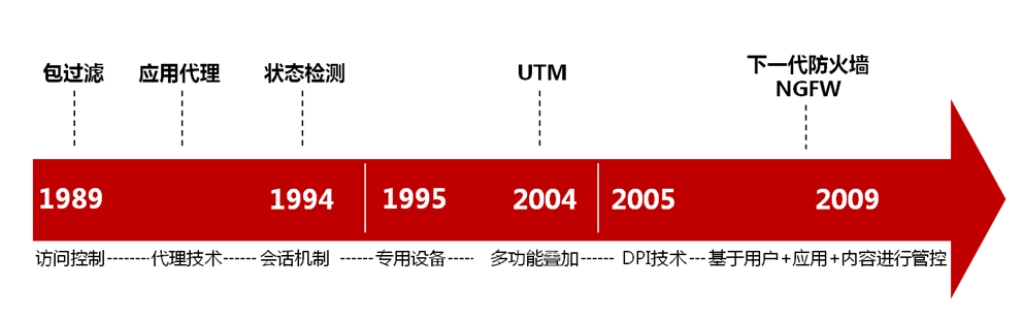 包过滤 应用代理 状态检测 UTM 下一代防火墙
NGFW
1989 1994 1995 2004 2005 2009
访问控制--------代理技术------会话机制 ------专用设备----- 多功能叠加------ DPI技术---基于用户+应用+内容进行管控